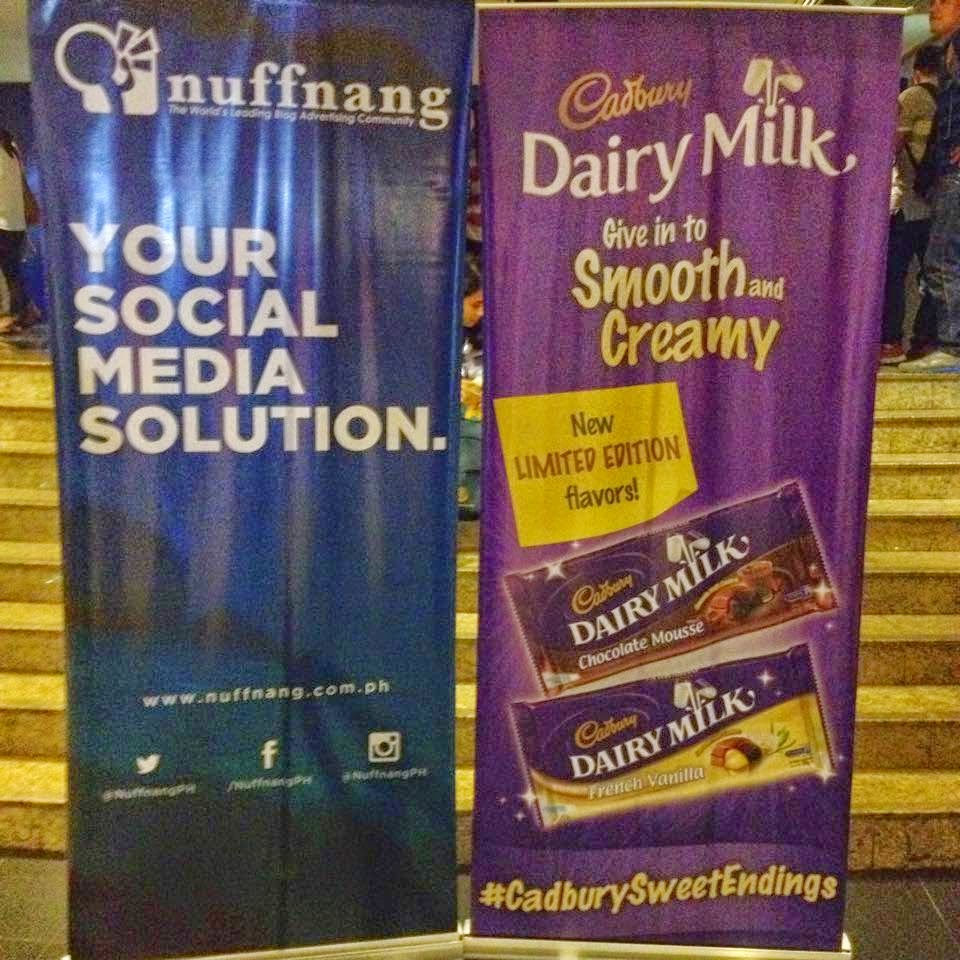 nuffnang
The World's Leading Blog Advertising Community
YOUR
SOCIAL
MEDIA
SOLUTION.
www.nuffnang.com.ph
@NuffnangPH
/NuffnangPH
@NuffnangPH
Cadbury
Dairy Milk
Give in to
Smooth and
Creamy
New
LIMITED EDITION
flavors!
Cadbury
DAIRY MILK
Chocolate Mousse
Cadbury
DAIRY MILK
French Vanilla
#CadburySweetEndings